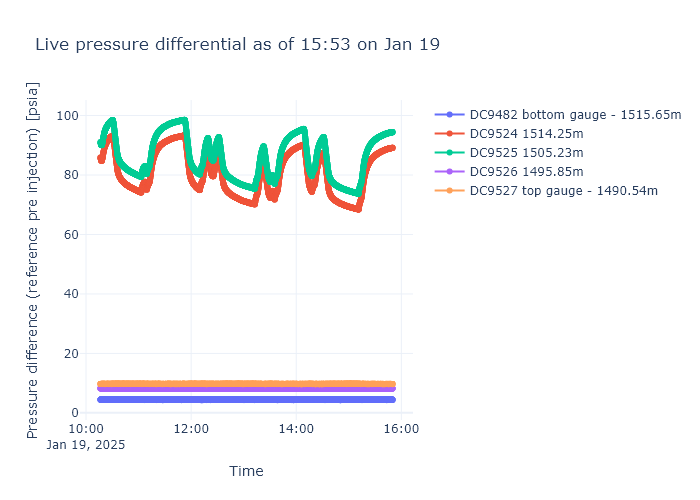 Live pressure differential as of 15:53 on Jan 19
Pressure difference (reference pre injection) [psia]
100
80
60
40
20
0
10:00
Jan 19, 2025
12:00
14:00
16:00
Time
DC9482 bottom gauge - 1515.65m
DC9524 1514.25m
DC9525 1505.23m
DC9526 1495.85m
DC9527 top gauge - 1490.54m